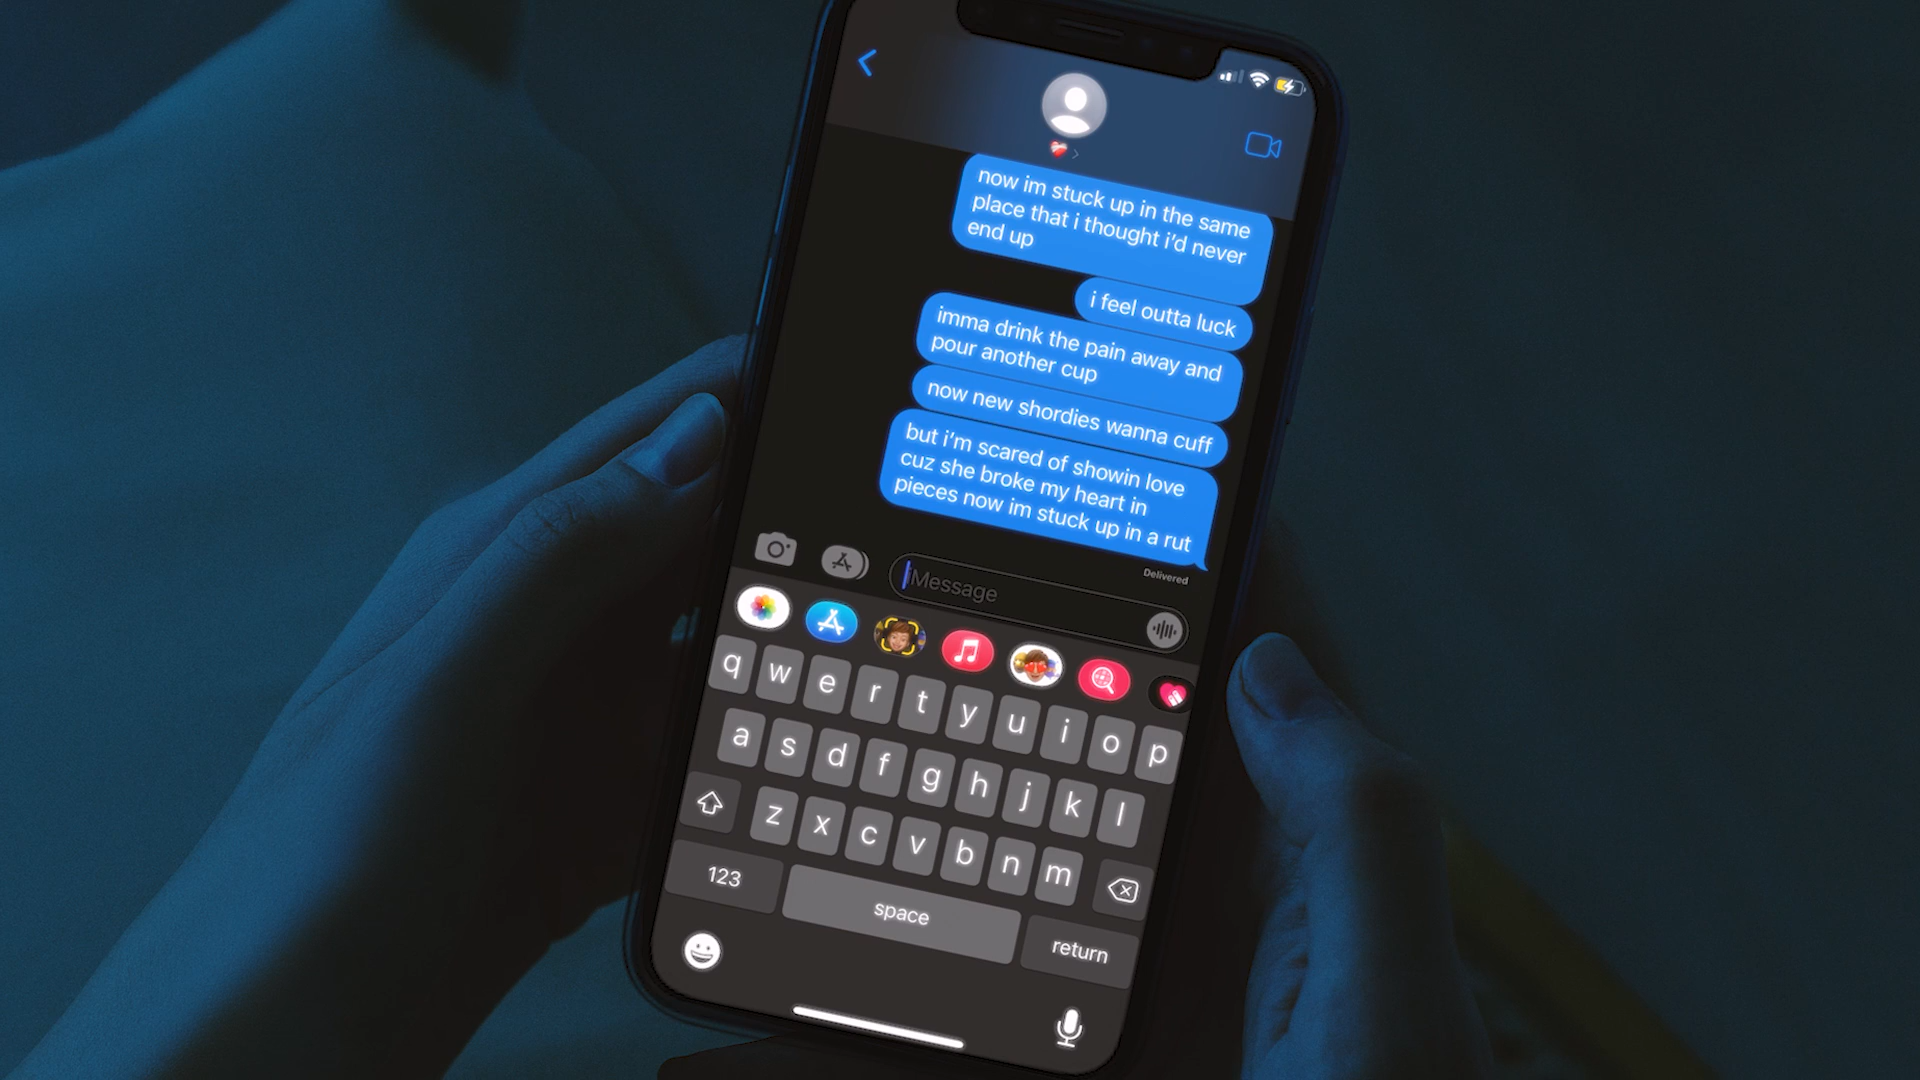 now im stuck up in the same
place that i thought i'd never
end up
i feel outta luck
imma drink the pain away and
pour another cup
now new shordies wanna cuff
but i'm scared of showin love
cuz she broke my heart in
pieces now im stuck up in a rut
Delivered
iMessage
q w e r t y u i o p
a s d f g h j k l
z x c v b n m
123 space return